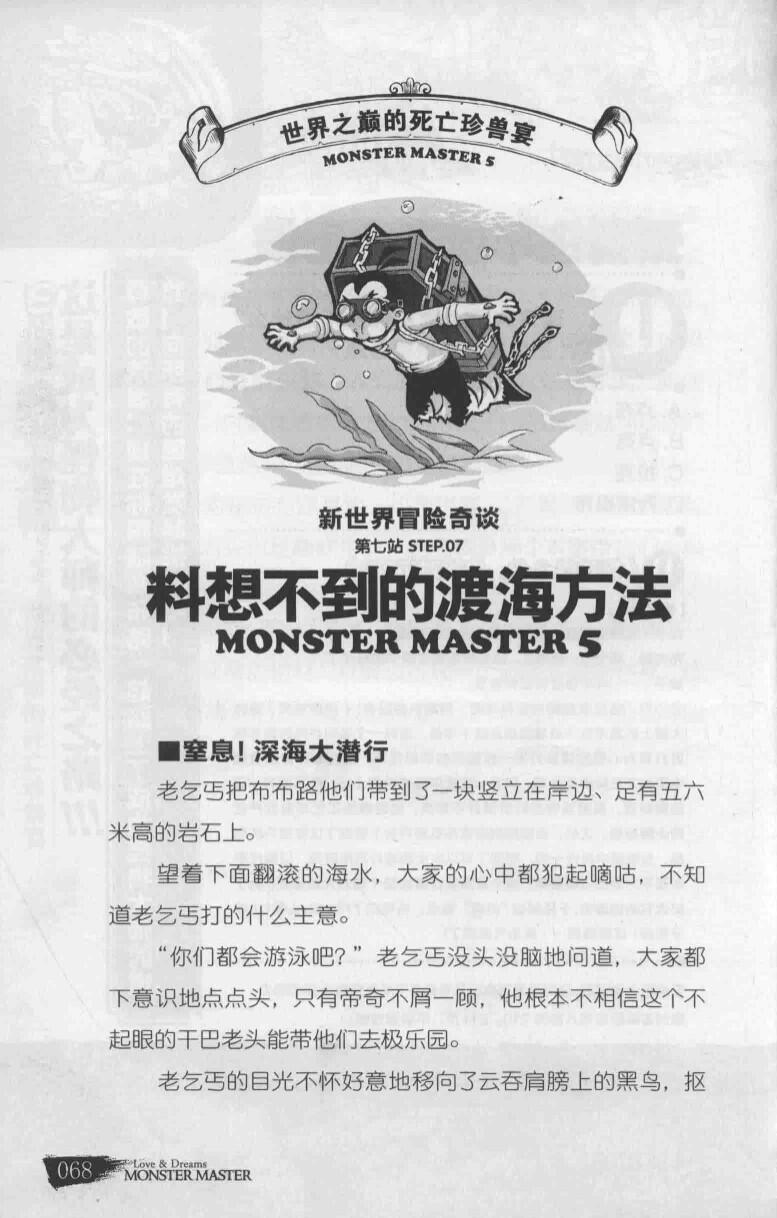 世界之巅的死亡珍兽宴
MONSTER MASTER 5
新世界冒险奇谈
第七站 STEP.07
料想不到的渡海方法
MONSTER MASTER 5
■窒息！深海大潜行
老乞丐把布布路他们带到了一块竖立在岸边、足有五六
米高的岩石上。
望着下面翻滚的海水，大家的心中都犯起嘀咕，不知
道老乞丐打的什么主意。
“你们都会游泳吧？”老乞丐没头没脑地问道，大家都
下意识地点点头，只有帝奇不屑一顾，他根本不相信这个不
起眼的干巴老头能带他们去极乐园。
老乞丐的目光不怀好意地移向了云吞肩膀上的黑鸟，抠
068
Love & Dreams
MONSTER MASTER